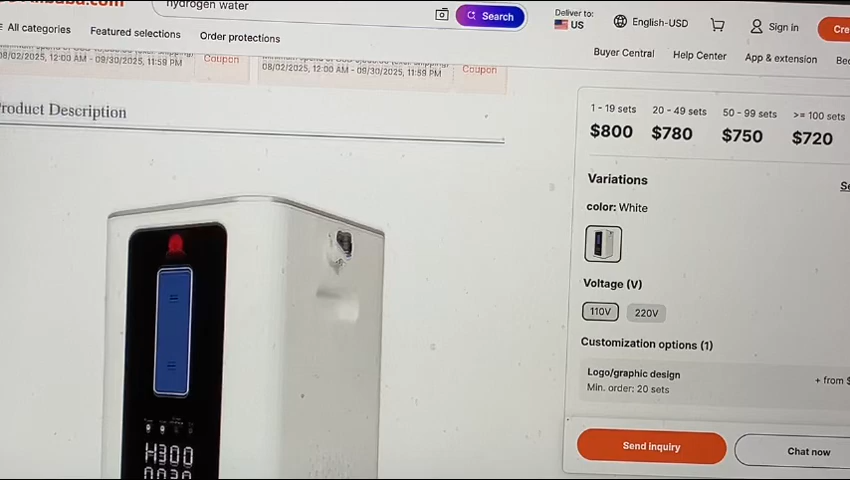 hydrogen water
Search
Deliver to:
US
English-USD
Sign in
All categories
Featured selections
Order protections
Buyer Central
Help Center
App & extension
08/02/2025, 12:00 AM - 09/30/2025, 11:59 PM
Coupon
08/02/2025, 12:00 AM - 09/30/2025, 11:59 PM
Coupon
Product Description
1 - 19 sets
20 - 49 sets
50 - 99 sets
>= 100 sets
$800
$780
$750
$720
Variations
color: White
Voltage (V)
110V
220V
Customization options (1)
Logo/graphic design
+ from $
Min. order: 20 sets
Send inquiry
Chat now
H300